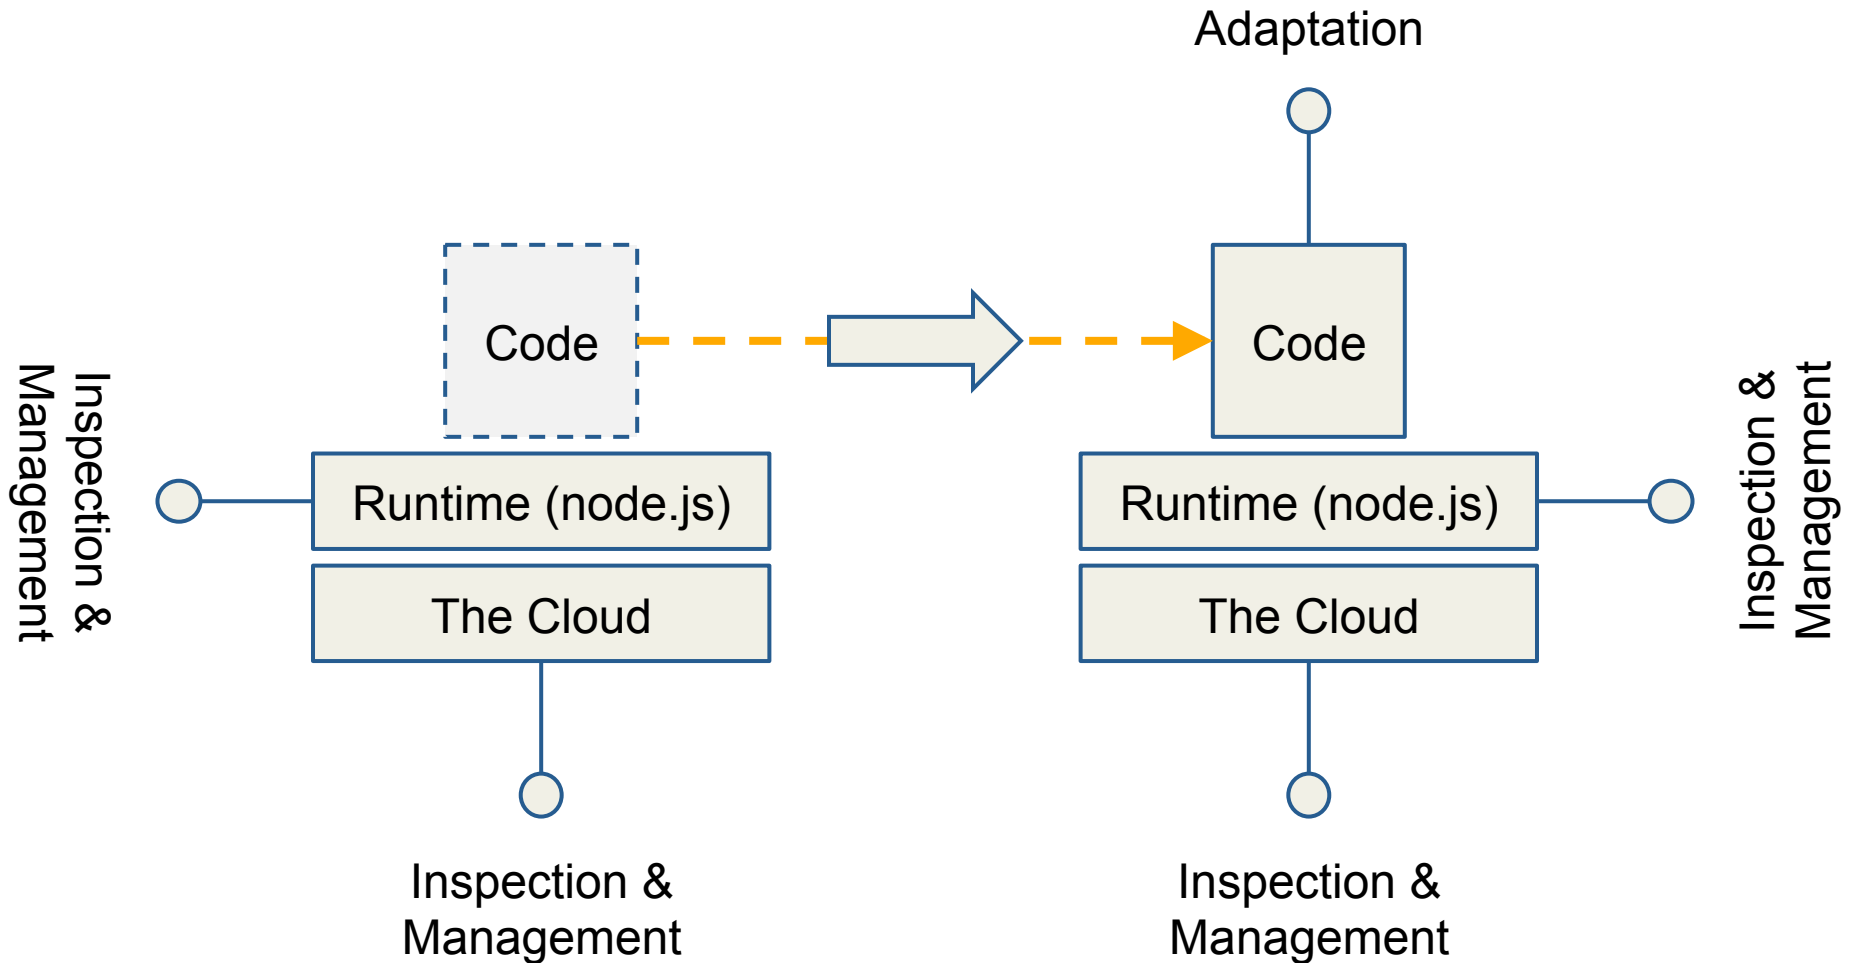 Adaptation
Code
Code
Inspection &
Management
Runtime (node.js)
Runtime (node.js)
Inspection &
Management
The Cloud
The Cloud
Inspection &
Management
Inspection &
Management